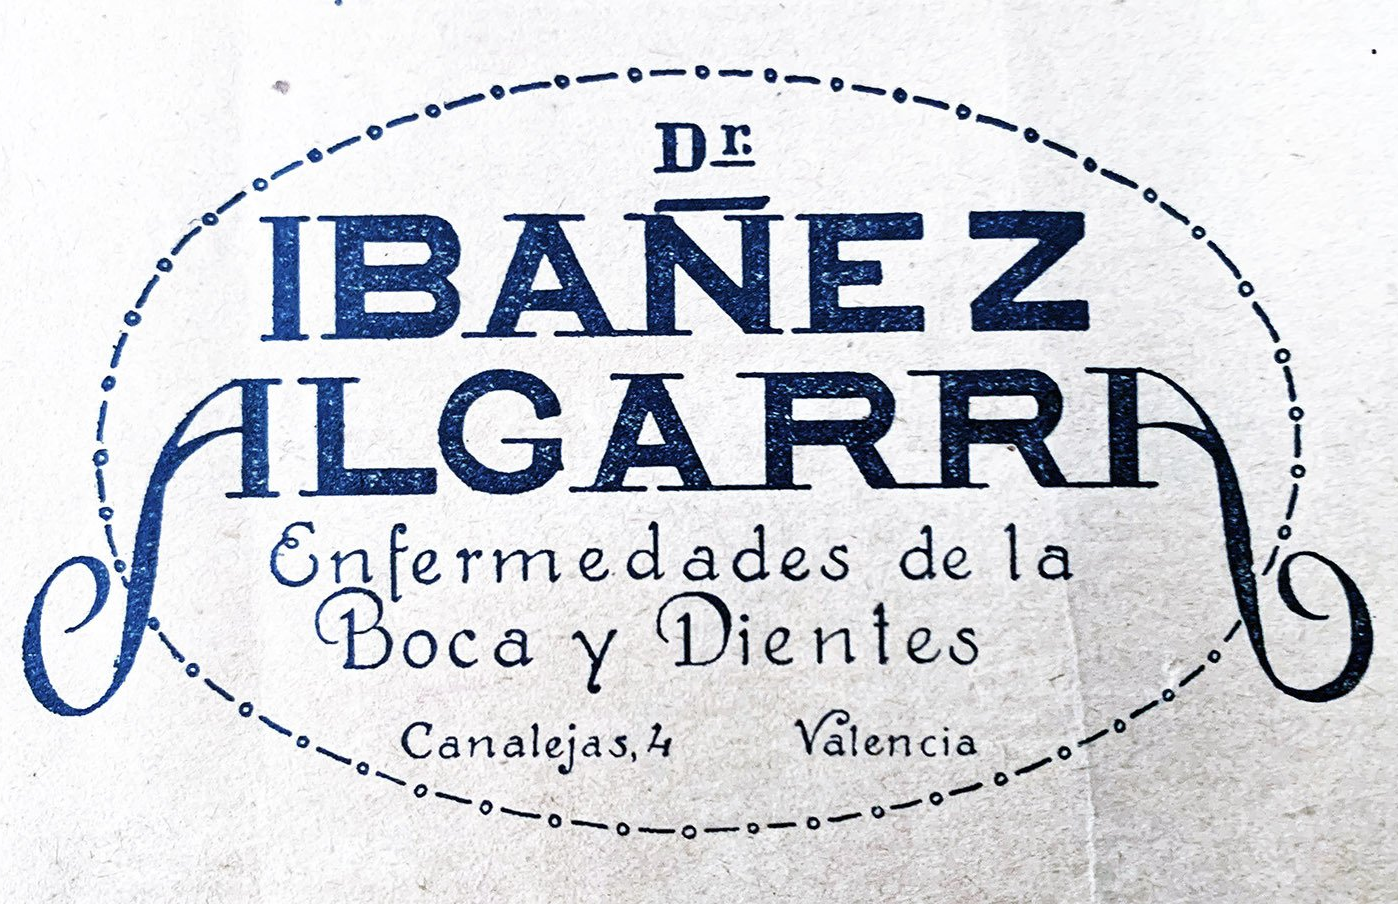 Dr.
IBAÑEZ
ALGARRA
Enfermedades de la
Boca y Dientes
Canalejas, 4 Valencia